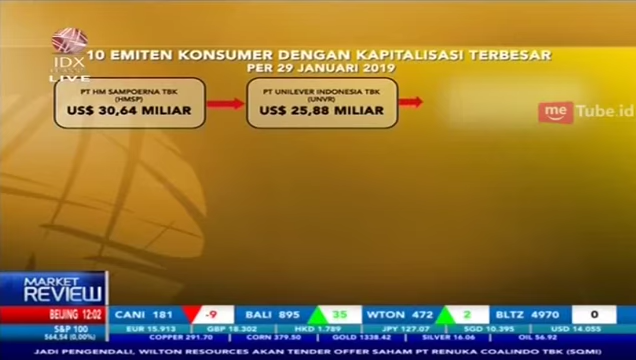 IDX
CHANNEL
LIVE
10 EMITEN KONSUMER DENGAN KAPITALISASI TERBESAR
PER 29 JANUARI 2019
PT HM SAMPOERNA TBK
(HMSP)
US$ 30,64 MILIAR
PT UNILEVER INDONESIA TBK
(UNVR)
US$ 25,88 MILIAR
me Tube.id
MARKET
REVIEW
BEIJING 12:02
CANI 181 -9 BALI 895 35 WTON 472 2 BLTZ 4970 0
S&P 100
EUR 15.913 GBP 18.302 HKD 1.789 JPY 127.07 SGD 10.395 USD 14.055
564,54 (0,00%)
COPPER 291.70 CORN 379.50 GOLD 1338.42 SILVER 16.06 OIL 56.92
JADI PENGENDALI, WILTON RESOURCES AKAN TENDER OFFER SAHAM PT RENUKA COALINDO TBK (SQMI)